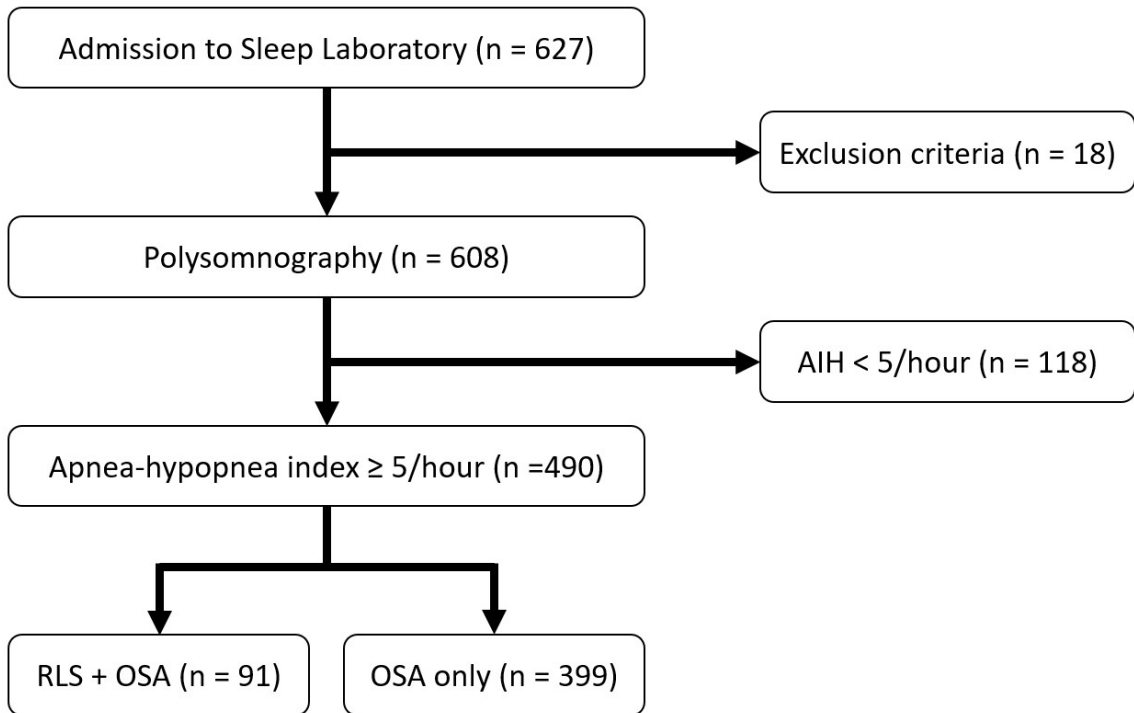 Admission to Sleep Laboratory (n = 627)
Exclusion criteria (n = 18)
Polysomnography (n = 608)
AIH < 5/hour (n = 118)
Apnea-hypopnea index ≥ 5/hour (n =490)
RLS + OSA (n = 91)
OSA only (n = 399)